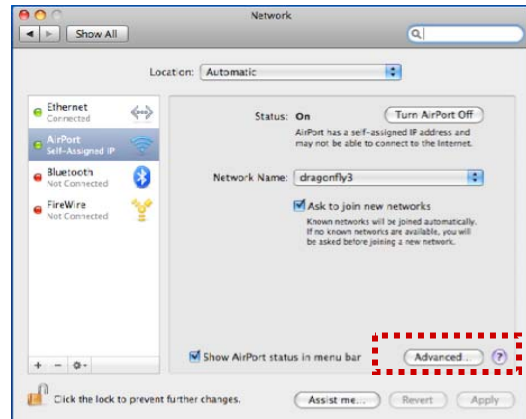 Network
Show All
Location: Automatic
Ethernet
Connected
AirPort
Self-Assigned IP
Bluetooth
Not Connected
FireWire
Not Connected
Status: On
Turn AirPort Off
AirPort has a self-assigned IP address and
may not be able to connect to the Internet.
Network Name: dragonfly3
Ask to join new networks
Known networks will be joined automatically.
If no known networks are available, you will
be asked before joining a new network.
Show AirPort status in menu bar
Advanced...
?
Click the lock to prevent further changes.
Assist me...
Revert
Apply